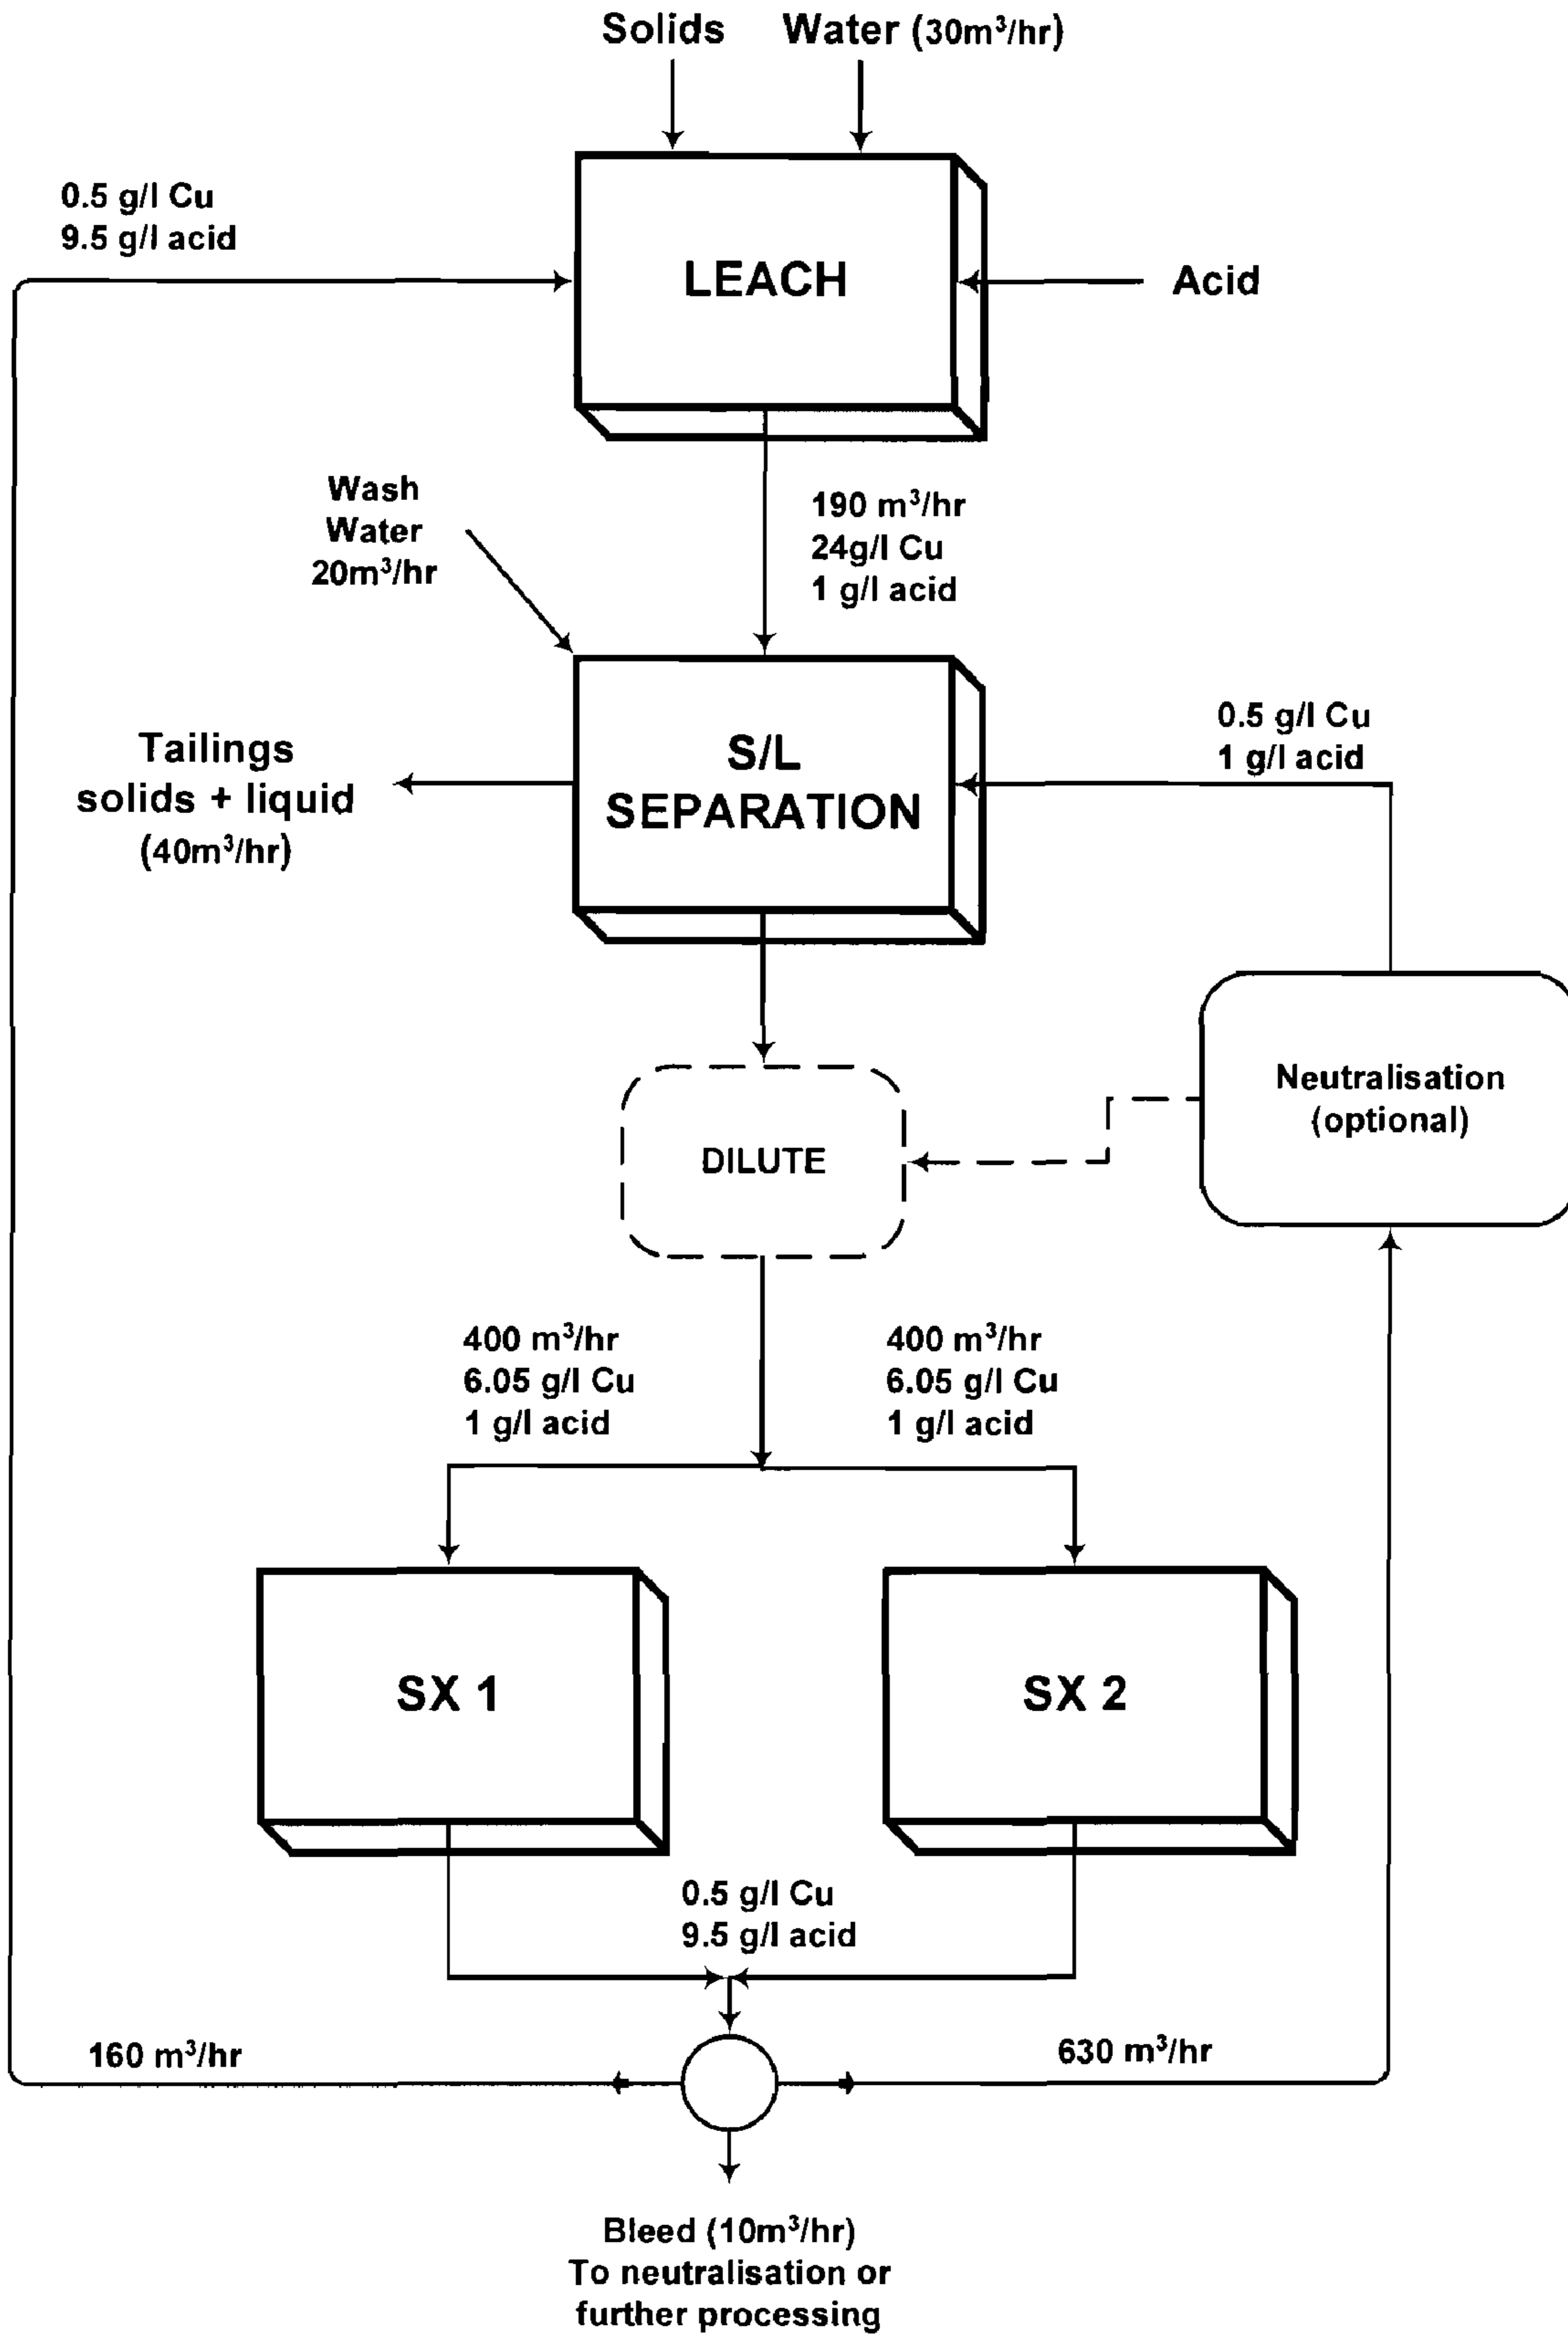 Solids
Water (30m³/hr)
0.5 g/l Cu
9.5 g/l acid
LEACH
Acid
Wash
Water
20m³/hr
190 m³/hr
24g/l Cu
1 g/l acid
Tailings
solids + liquid
(40m³/hr)
S/L
SEPARATION
0.5 g/l Cu
1 g/l acid
Neutralisation
(optional)
DILUTE
400 m³/hr
6.05 g/l Cu
1 g/l acid
400 m³/hr
6.05 g/l Cu
1 g/l acid
SX 1
SX 2
0.5 g/l Cu
9.5 g/l acid
160 m³/hr
630 m³/hr
Bleed (10m³/hr)
To neutralisation or
further processing